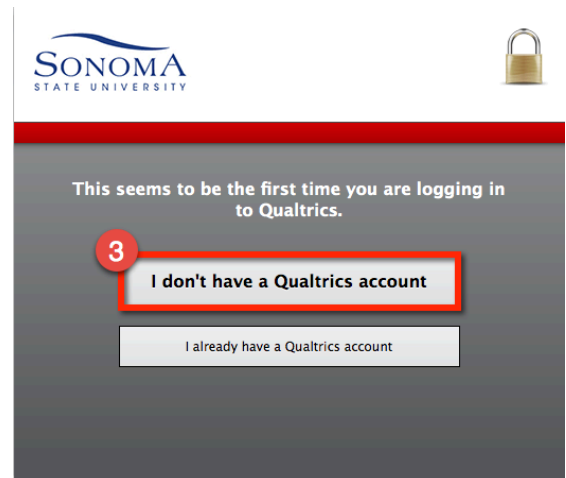 SONOMA
STATE UNIVERSITY
This seems to be the first time you are logging in
to Qualtrics.
3
I don't have a Qualtrics account
I already have a Qualtrics account